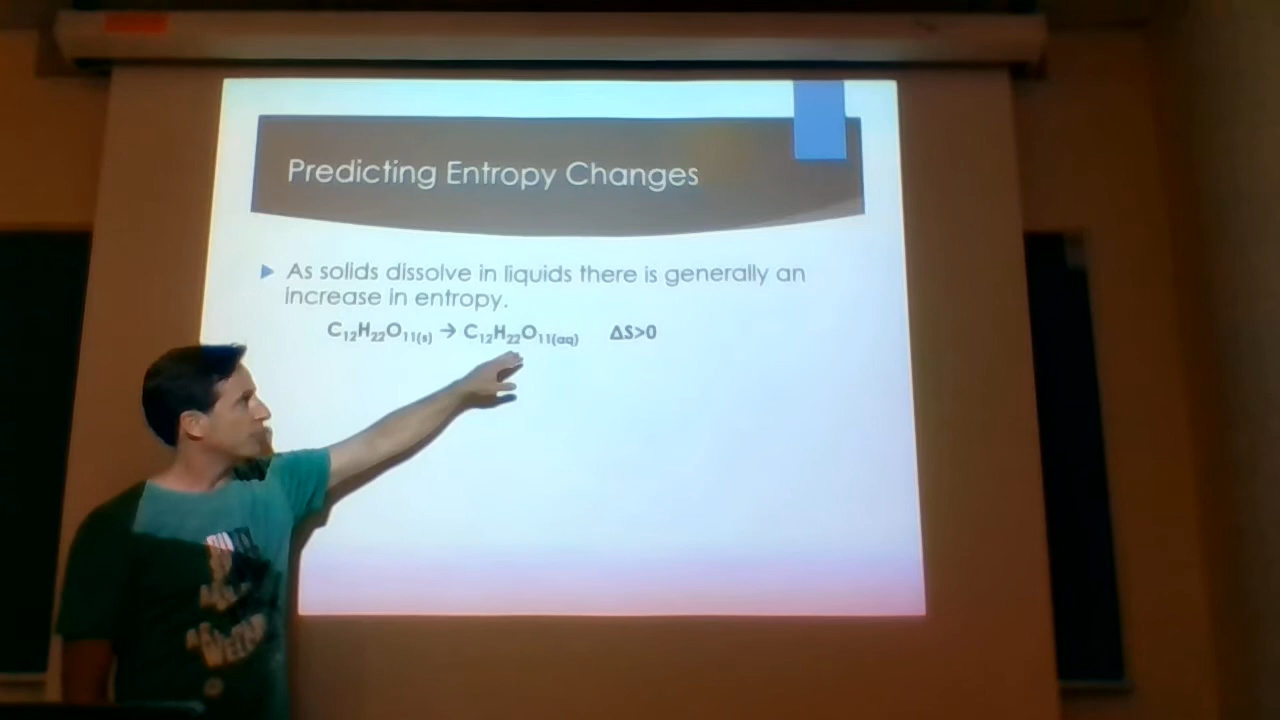 Predicting Entropy Changes
As solids dissolve in liquids there is generally an
increase in entropy.
C₁₂H₂₂O₁₁₍ₛ₎ → C₁₂H₂₂O₁₁₍aq₎ ΔS>0